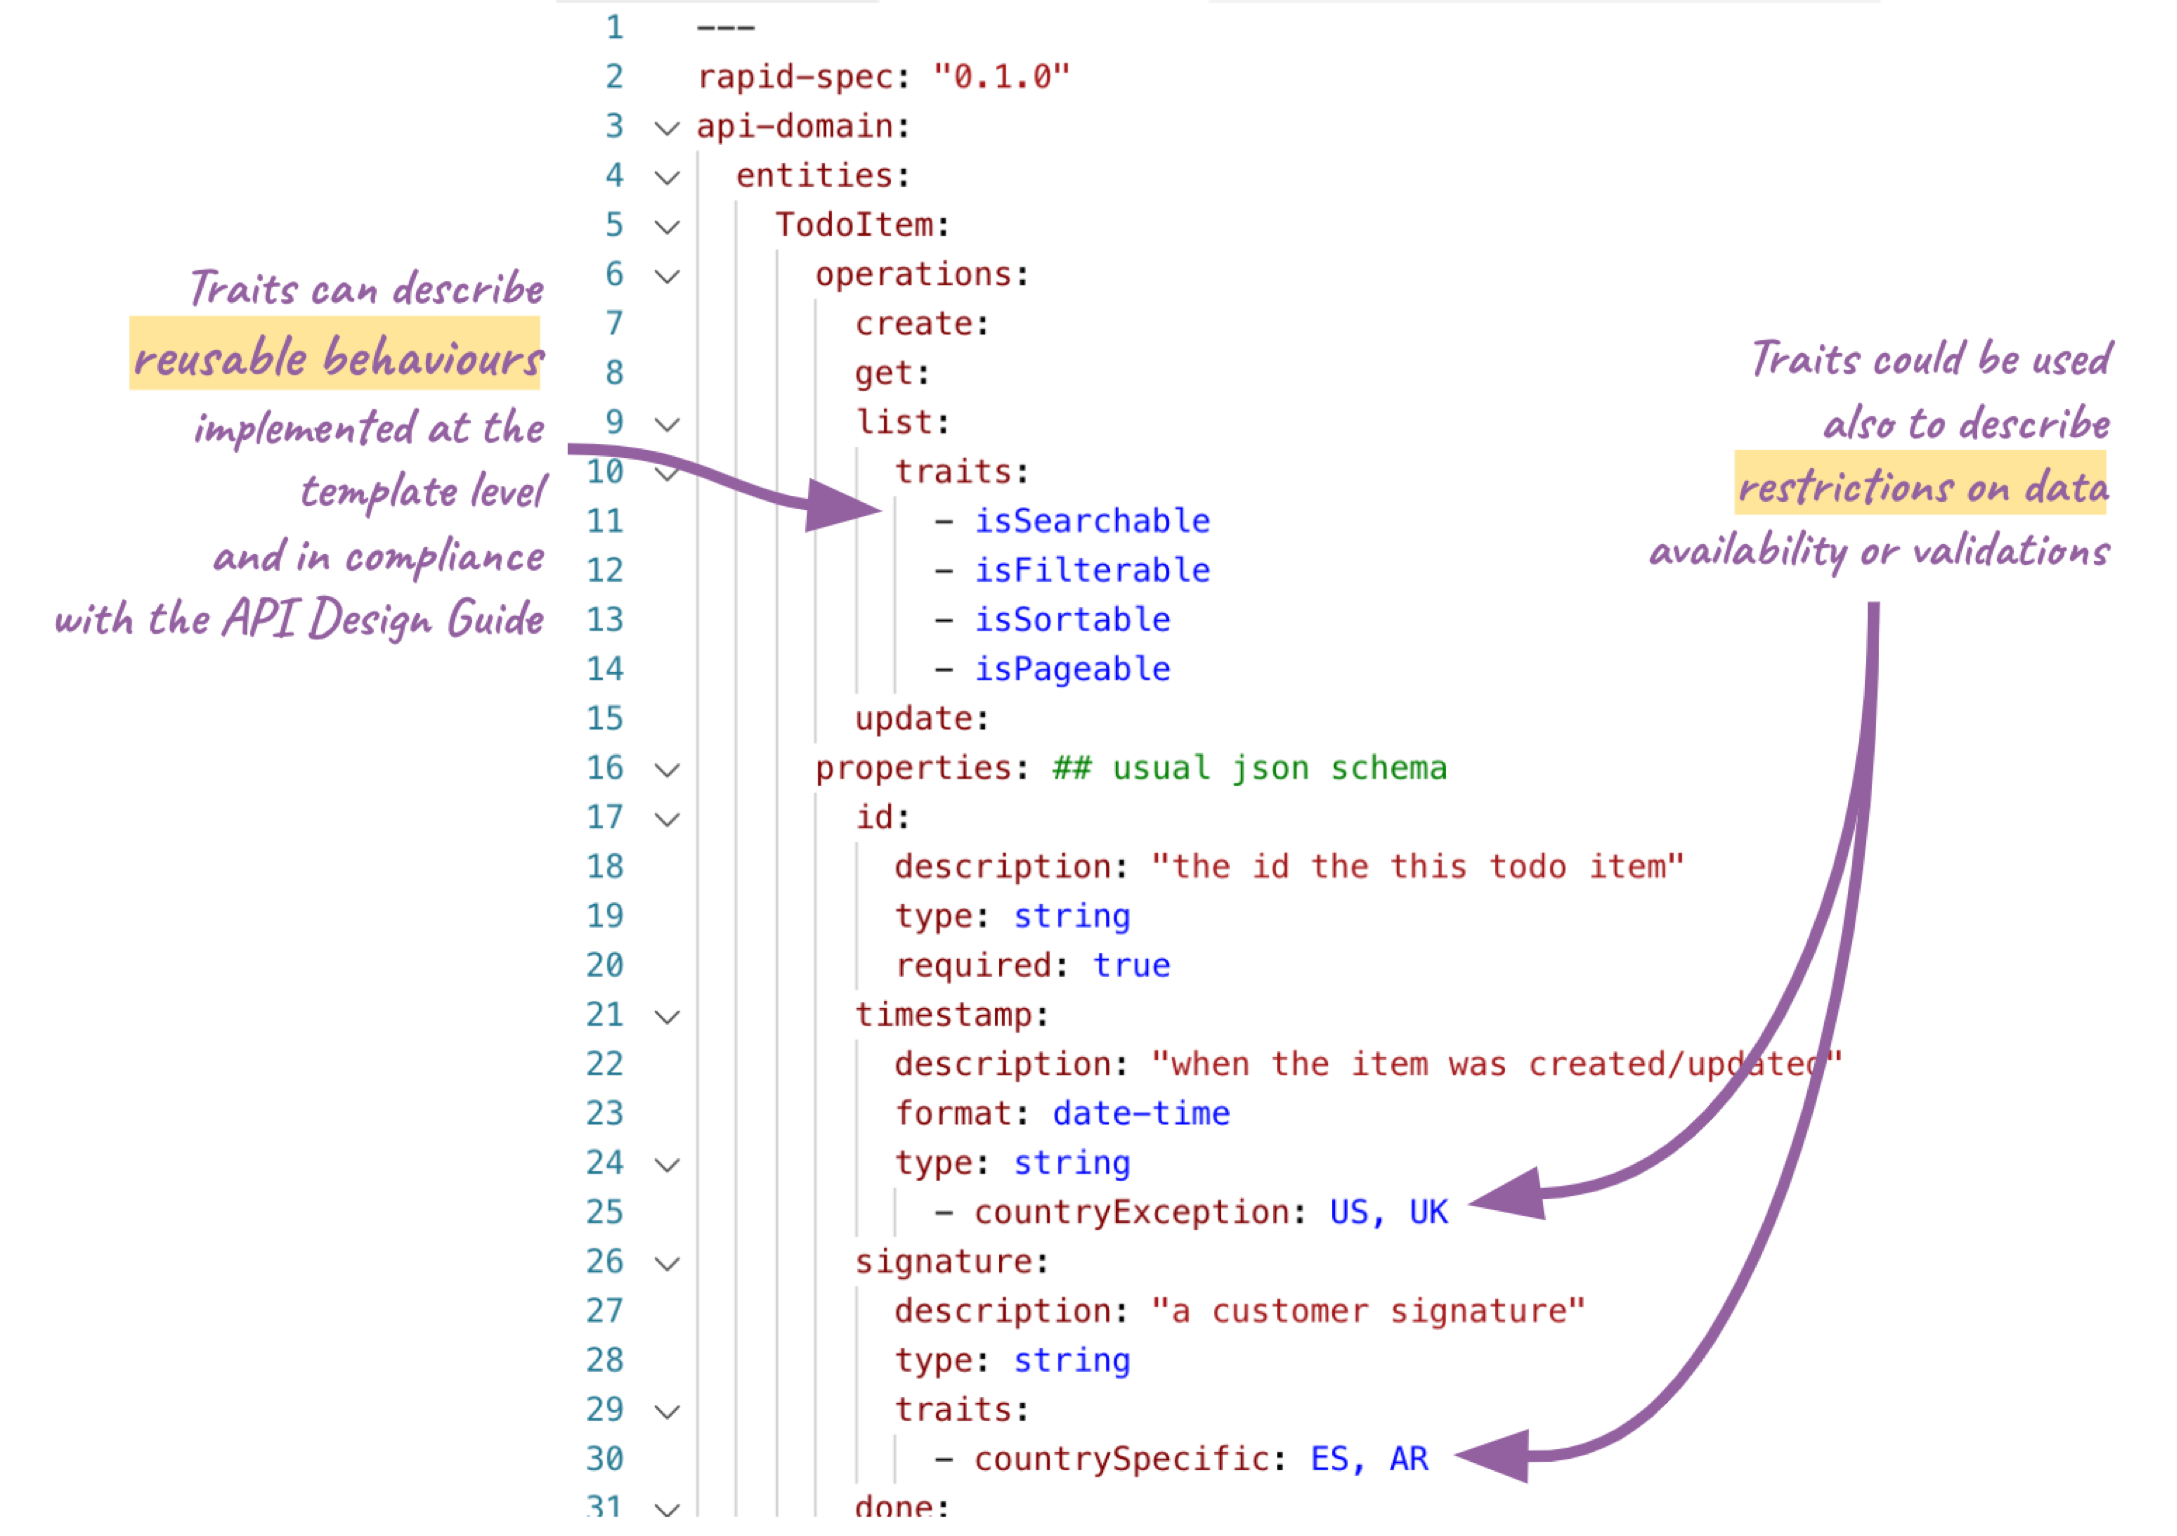 1 ---
2 rapid-spec: "0.1.0"
3 api-domain:
4 entities:
5 TodoItem:
6 operations:
7 create:
8 get:
9 list:
10 traits:
11 - isSearchable
12 - isFilterable
13 - isSortable
14 - isPageable
15 update:
16 properties: ## usual json schema
17 id:
18 description: "the id the this todo item"
19 type: string
20 required: true
21 timestamp:
22 description: "when the item was created/updated"
23 format: date-time
24 type: string
25 - countryException: US, UK
26 signature:
27 description: "a customer signature"
28 type: string
29 traits:
30 - countrySpecific: ES, AR
31 done:
Traits can describe
reusable behaviours
implemented at the
template level
and in compliance
with the API Design Guide
Traits could be used
also to describe
restrictions on data
availability or validations